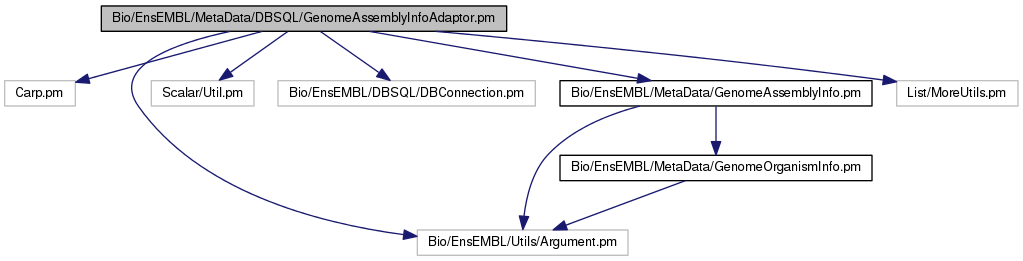 Bio/EnsEMBL/MetaData/DBSQL/GenomeAssemblyInfoAdaptor.pm
Carp.pm
Scalar/Util.pm
Bio/EnsEMBL/DBSQL/DBConnection.pm
Bio/EnsEMBL/MetaData/GenomeAssemblyInfo.pm
List/MoreUtils.pm
Bio/EnsEMBL/MetaData/GenomeOrganismInfo.pm
Bio/EnsEMBL/Utils/Argument.pm